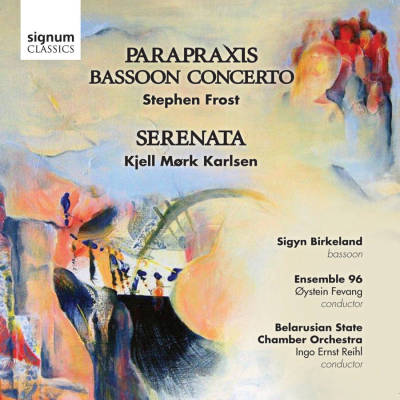 signum
CLASSICS
PARAPRAXIS
BASSOON CONCERTO
Stephen Frost
SERENATA
Kjell Mørk Karlsen
Sigyn Birkeland
bassoon
Ensemble 96
Øystein Fevang
conductor
Belarusian State
Chamber Orchestra
Ingo Ernst Reihl
conductor